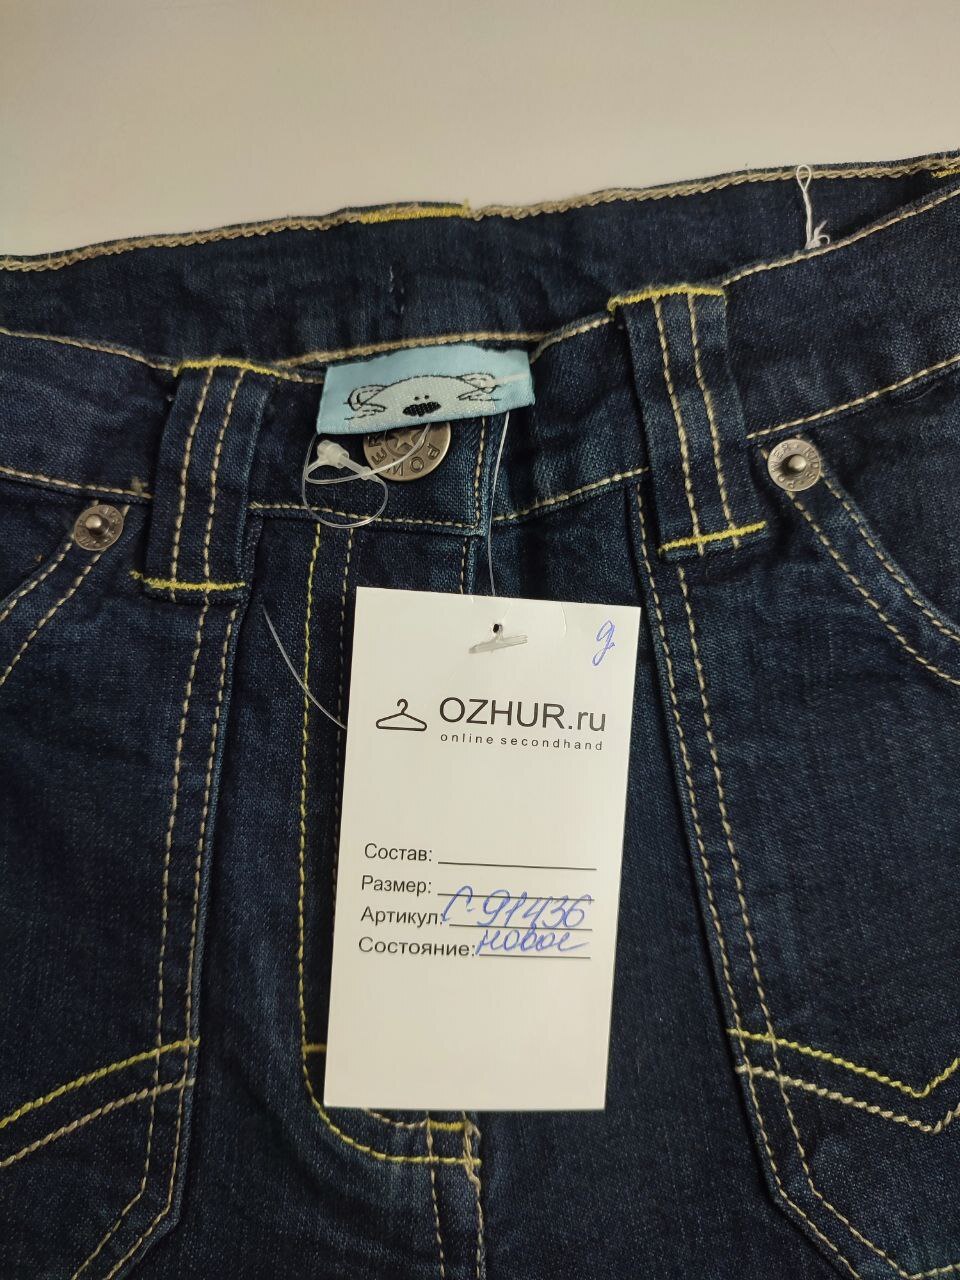 д
OZHUR.ru
online secondhand
Состав:
Размер:
Артикул: С-91436
Состояние: новое